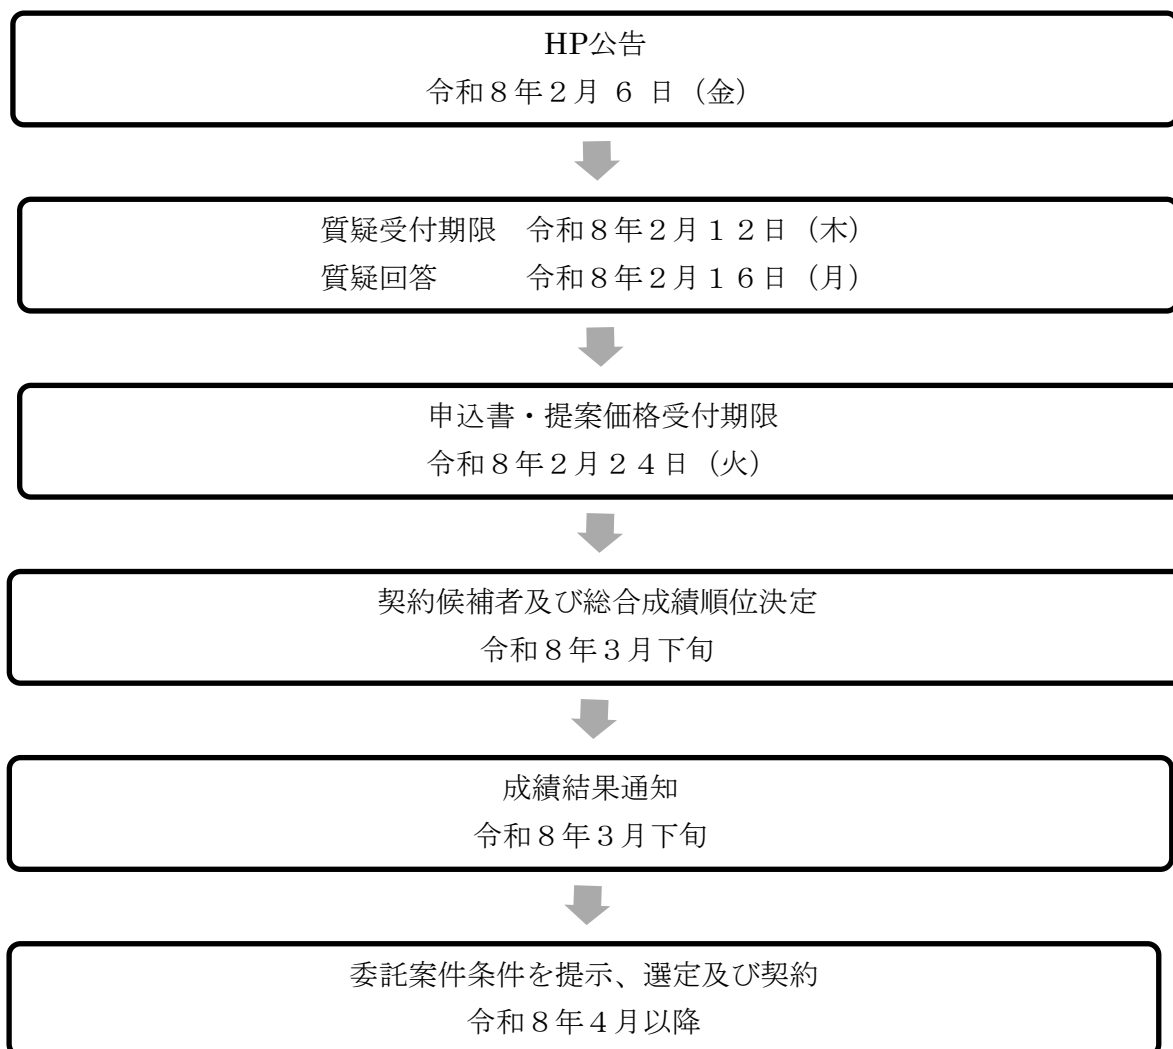 HP公告
令和８年２月 6 日（金）
質疑受付期限　令和８年２月１２日（木）
質疑回答　　　令和８年２月１６日（月）
申込書・提案価格受付期限
令和８年２月２４日（火）
契約候補者及び総合成績順位決定
令和８年３月下旬
成績結果通知
令和８年３月下旬
委託案件条件を提示、選定及び契約
令和８年４月以降